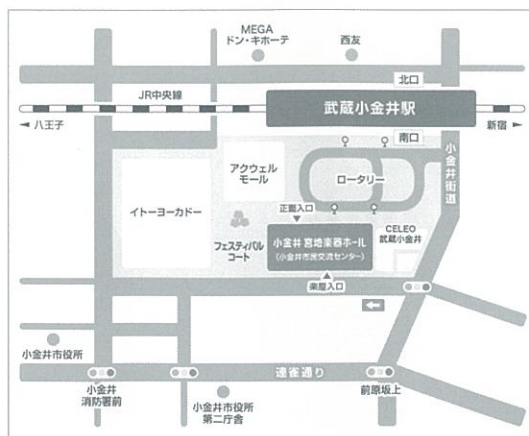 MEGA
ドン・キホーテ
西友
北口
JR中央線
武蔵小金井駅
八王子
新宿
南口
小金井街道
アクウェル
モール
ロータリー
イトーヨーカドー
正面入口
CELEO
武蔵小金井
小金井 宮地楽器ホール
(小金井市民交流センター)
フェスティバル
コート
楽屋入口
小金井市役所
連雀通り
小金井
消防署前
小金井市役所
第二庁舎
前原坂上